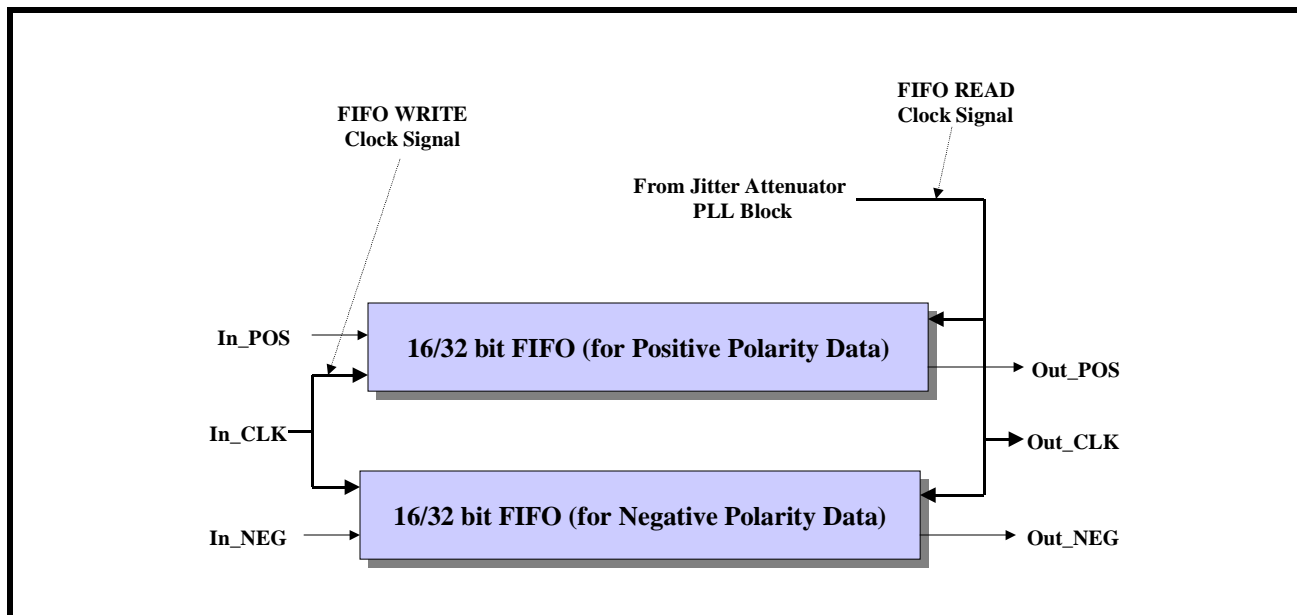 FIFO READ
Clock Signal
FIFO WRITE
Clock Signal
From Jitter Attenuator
PLL Block
In_POS
16/32 bit FIFO (for Positive Polarity Data)
Out_POS
In_CLK
Out_CLK
16/32 bit FIFO (for Negative Polarity Data)
In_NEG
Out_NEG